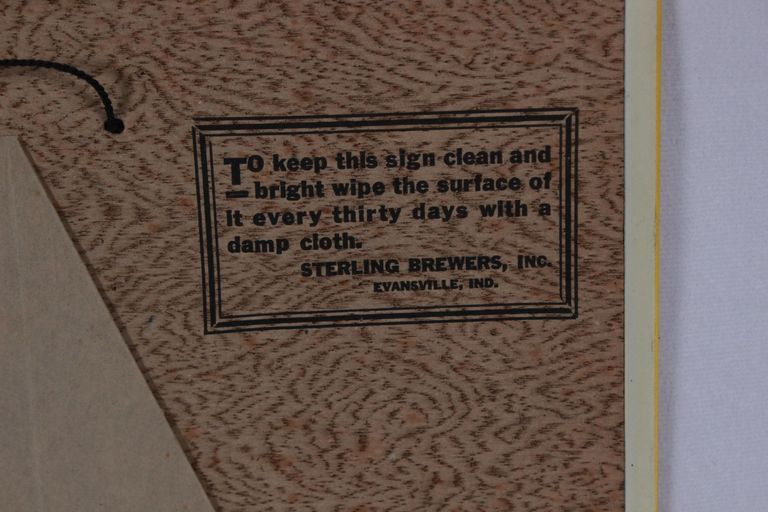 To keep this sign clean and
bright wipe the surface of
it every thirty days with a
damp cloth.
STERLING BREWERS, INC.
EVANSVILLE, IND.